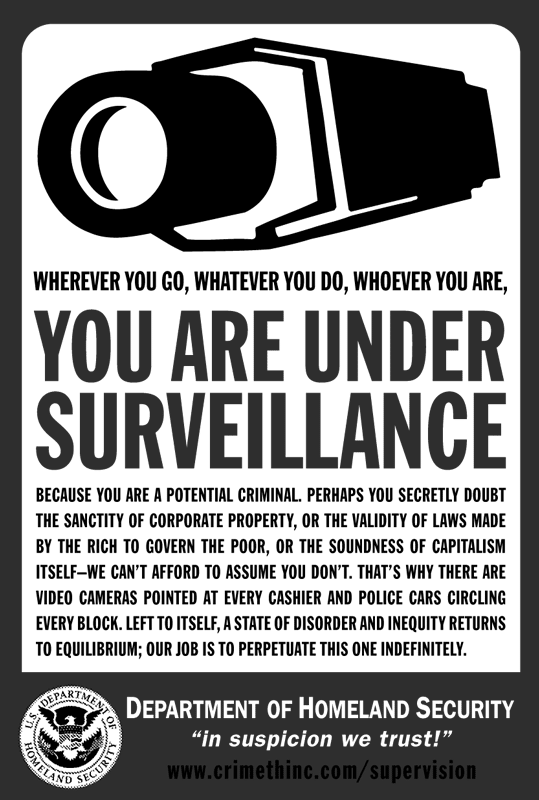 WHEREVER YOU GO, WHATEVER YOU DO, WHOEVER YOU ARE,
YOU ARE UNDER
SURVEILLANCE
BECAUSE YOU ARE A POTENTIAL CRIMINAL. PERHAPS YOU SECRETLY DOUBT
THE SANCTITY OF CORPORATE PROPERTY, OR THE VALIDITY OF LAWS MADE
BY THE RICH TO GOVERN THE POOR, OR THE SOUNDNESS OF CAPITALISM
ITSELF—WE CAN'T AFFORD TO ASSUME YOU DON'T. THAT'S WHY THERE ARE
VIDEO CAMERAS POINTED AT EVERY CASHIER AND POLICE CARS CIRCLING
EVERY BLOCK. LEFT TO ITSELF, A STATE OF DISORDER AND INEQUITY RETURNS
TO EQUILIBRIUM; OUR JOB IS TO PERPETUATE THIS ONE INDEFINITELY.
U.S. DEPARTMENT OF
HOMELAND SECURITY
DEPARTMENT OF HOMELAND SECURITY
“in suspicion we trust!”
www.crimethinc.com/supervision